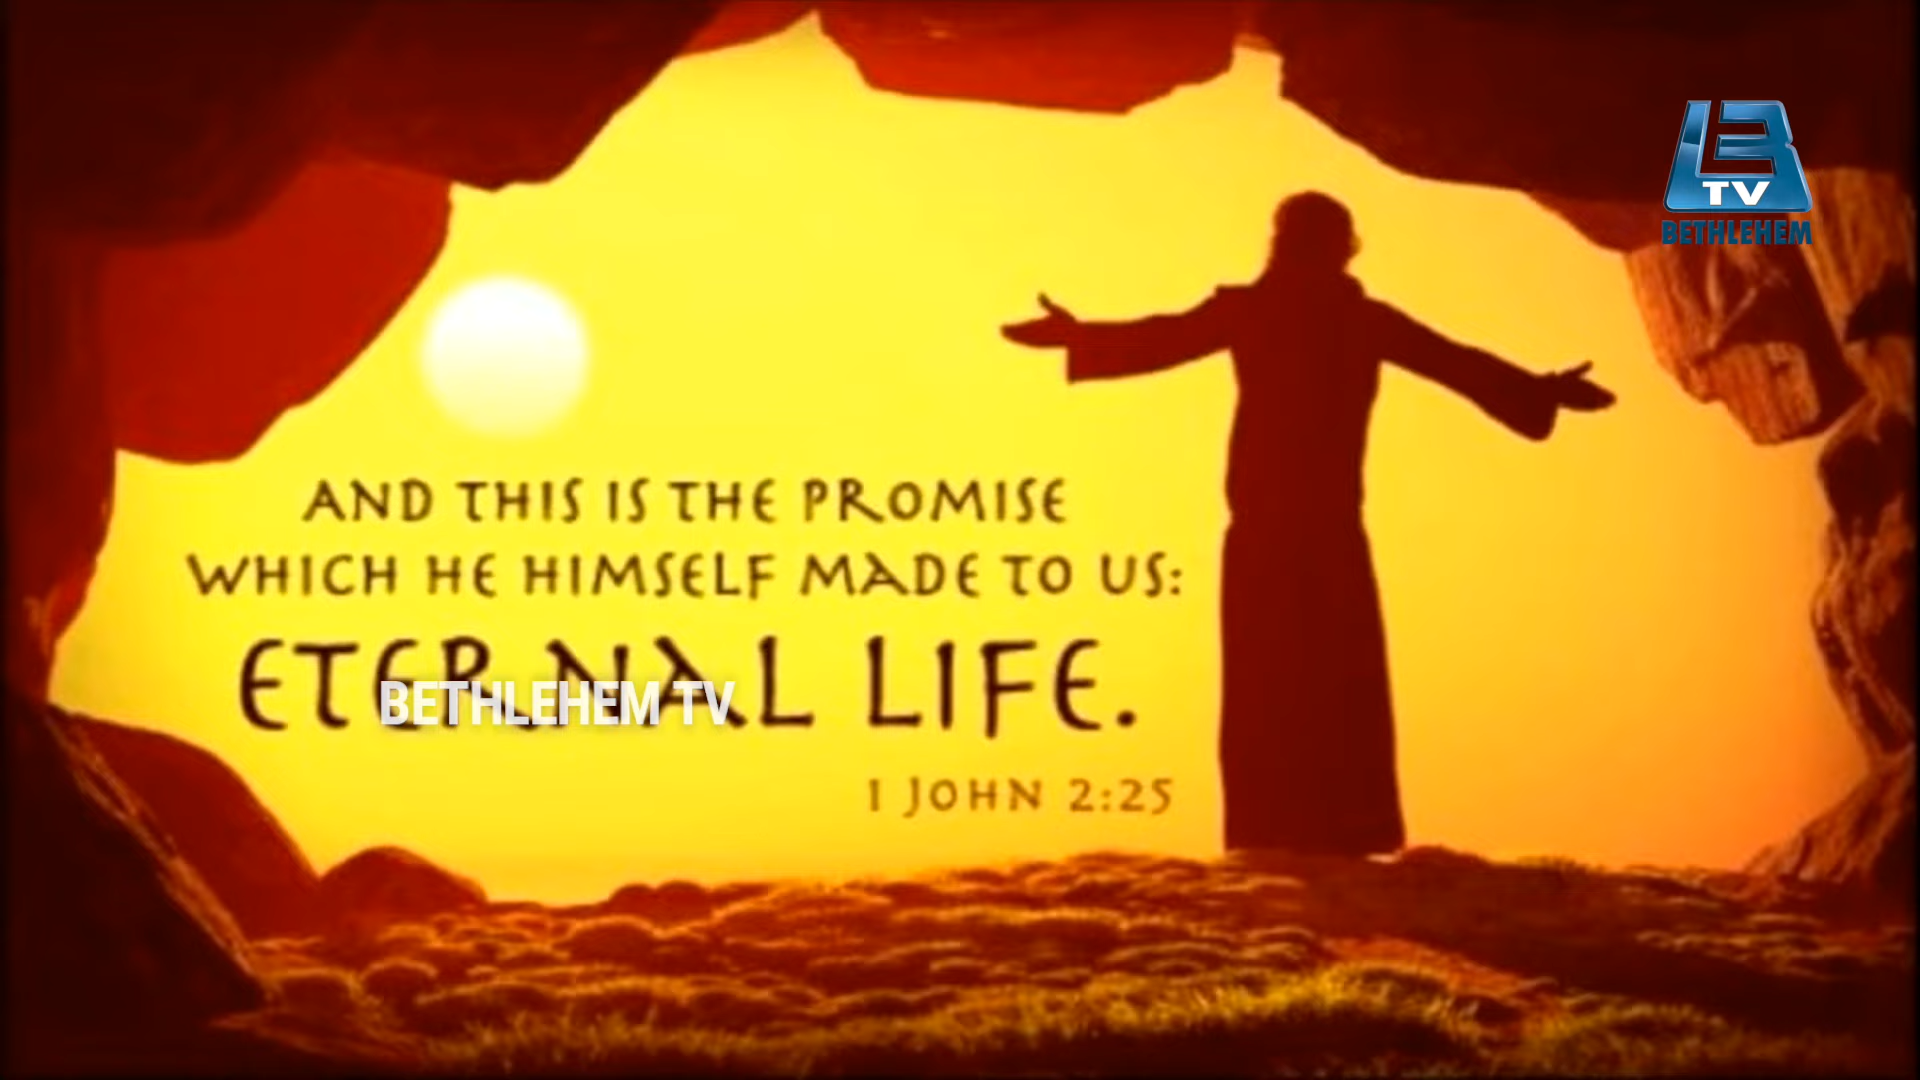 TV
BETHLEHEM
AND THIS IS THE PROMISE
WHICH HE HIMSELF MADE TO US:
ETERNAL LIFE.
BETHLEHEM TV
1 JOHN 2:25